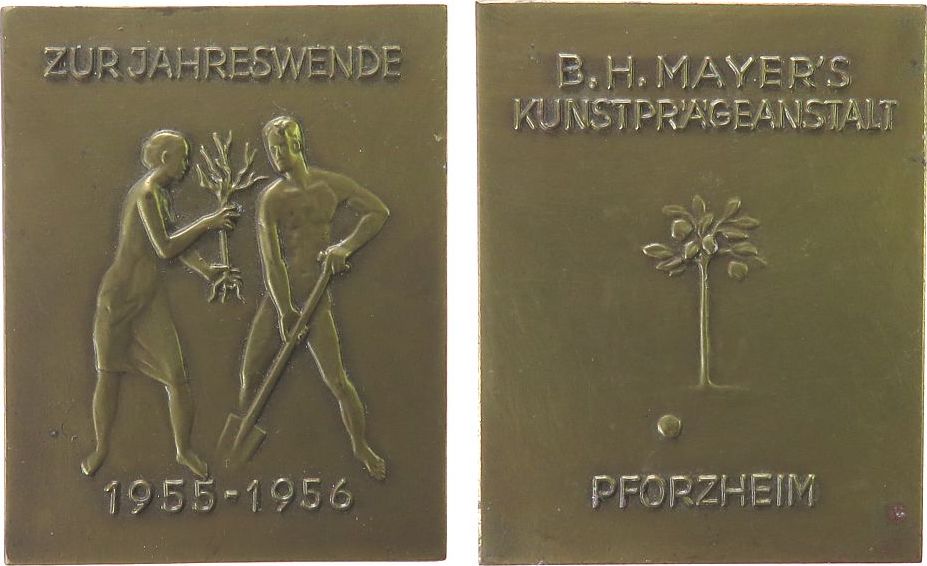 ZUR JAHRESWENDE
1955-1956
B.H. MAYER'S
KUNSTPRÄGEANSTALT
PFORZHEIM